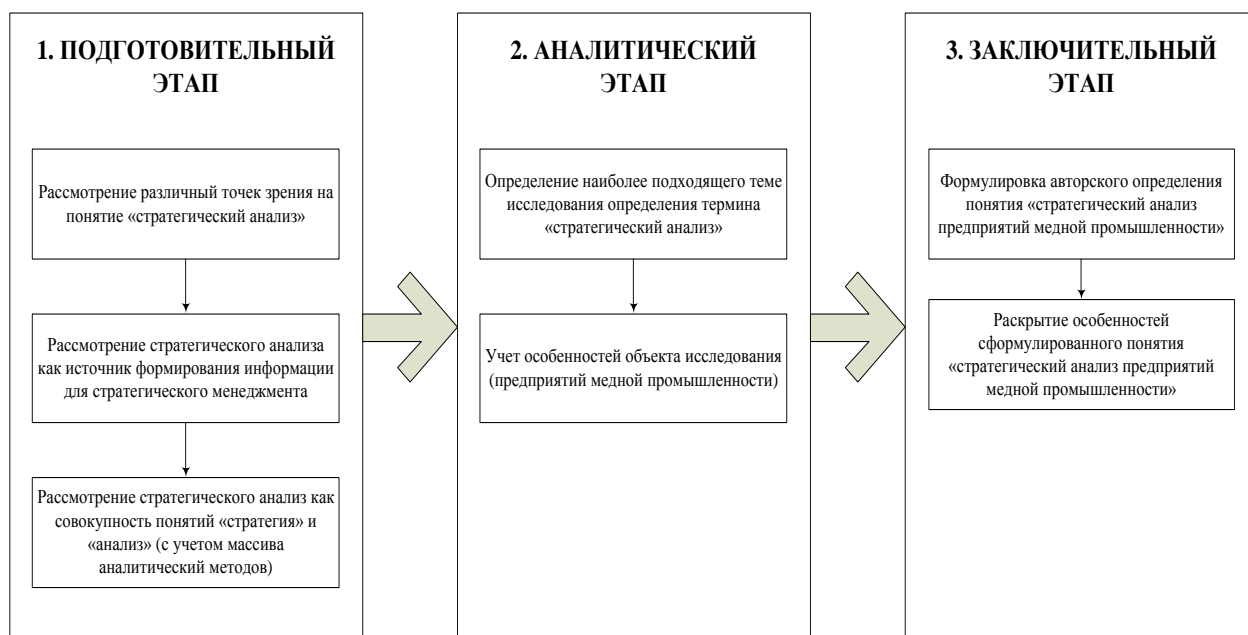 1. ПОДГОТОВИТЕЛЬНЫЙ
ЭТАП
Рассмотрение различный точек зрения на
понятие «стратегический анализ»
Рассмотрение стратегического анализа
как источник формирования информации
для стратегического менеджмента
Рассмотрение стратегического анализ как
совокупность понятий «стратегия» и
«анализ» (с учетом массива
аналитический методов)
2. АНАЛИТИЧЕСКИЙ
ЭТАП
Определение наиболее подходящего теме
исследования определения термина
«стратегический анализ»
Учет особенностей объекта исследования
(предприятий медной промышленности)
3. ЗАКЛЮЧИТЕЛЬНЫЙ
ЭТАП
Формулировка авторского определения
понятия «стратегический анализ
предприятий медной промышленности»
Раскрытие особенностей
сформулированного понятия
«стратегический анализ предприятий
медной промышленности»